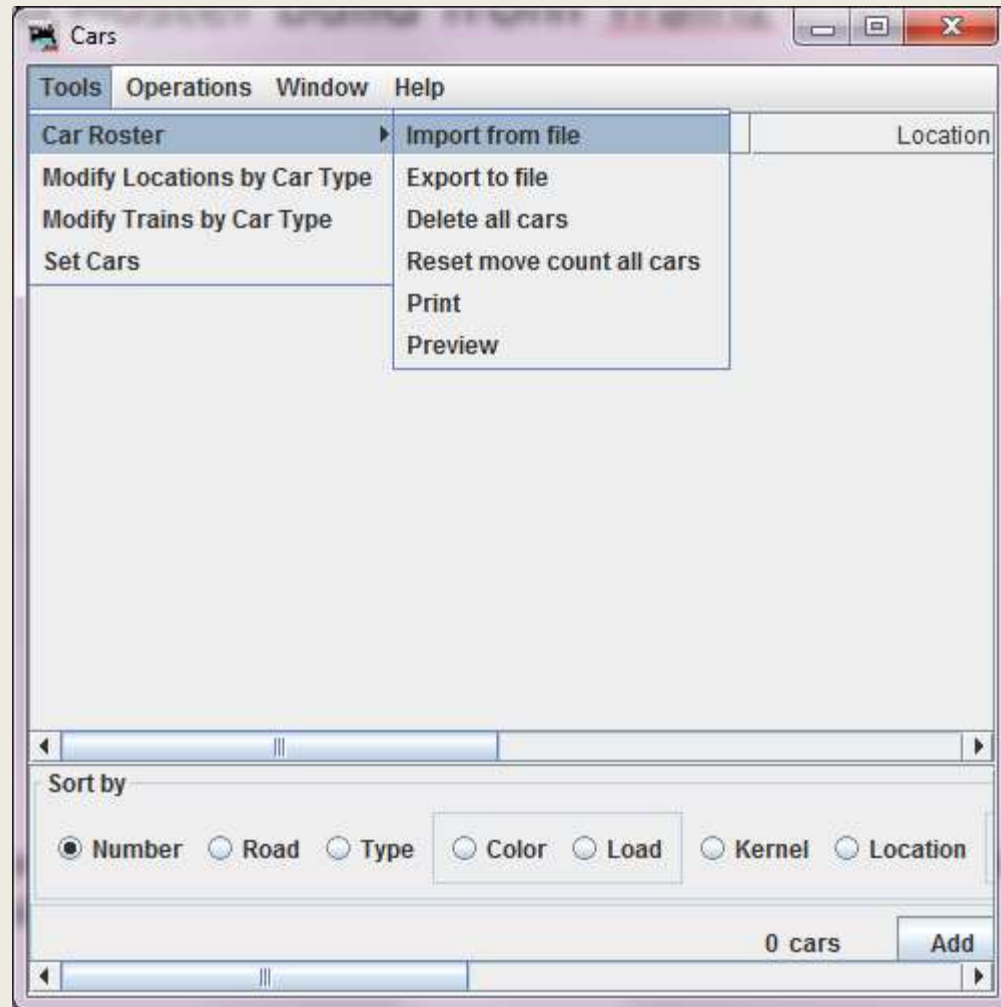 Cars
Tools Operations Window Help
Car Roster Import from file Location
Modify Locations by Car Type Export to file
Modify Trains by Car Type Delete all cars
Set Cars Reset move count all cars
Print
Preview
Sort by
Number Road Type Color Load Kernel Location
0 cars Add